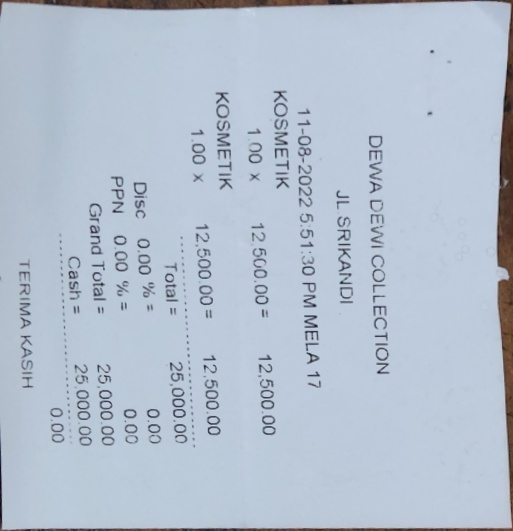 DEWA DEWI COLLECTION
JL SRIKANDI
11-08-2022 5:51:30 PM MELA 17
KOSMETIK
1.00 x 12,500.00 = 12,500.00
KOSMETIK
1.00 x 12,500.00 = 12,500.00
Total = 25,000.00
Disc 0.00 % = 0.00
PPN 0.00 % = 0.00
Grand Total = 25,000.00
Cash = 25,000.00
0.00
TERIMA KASIH